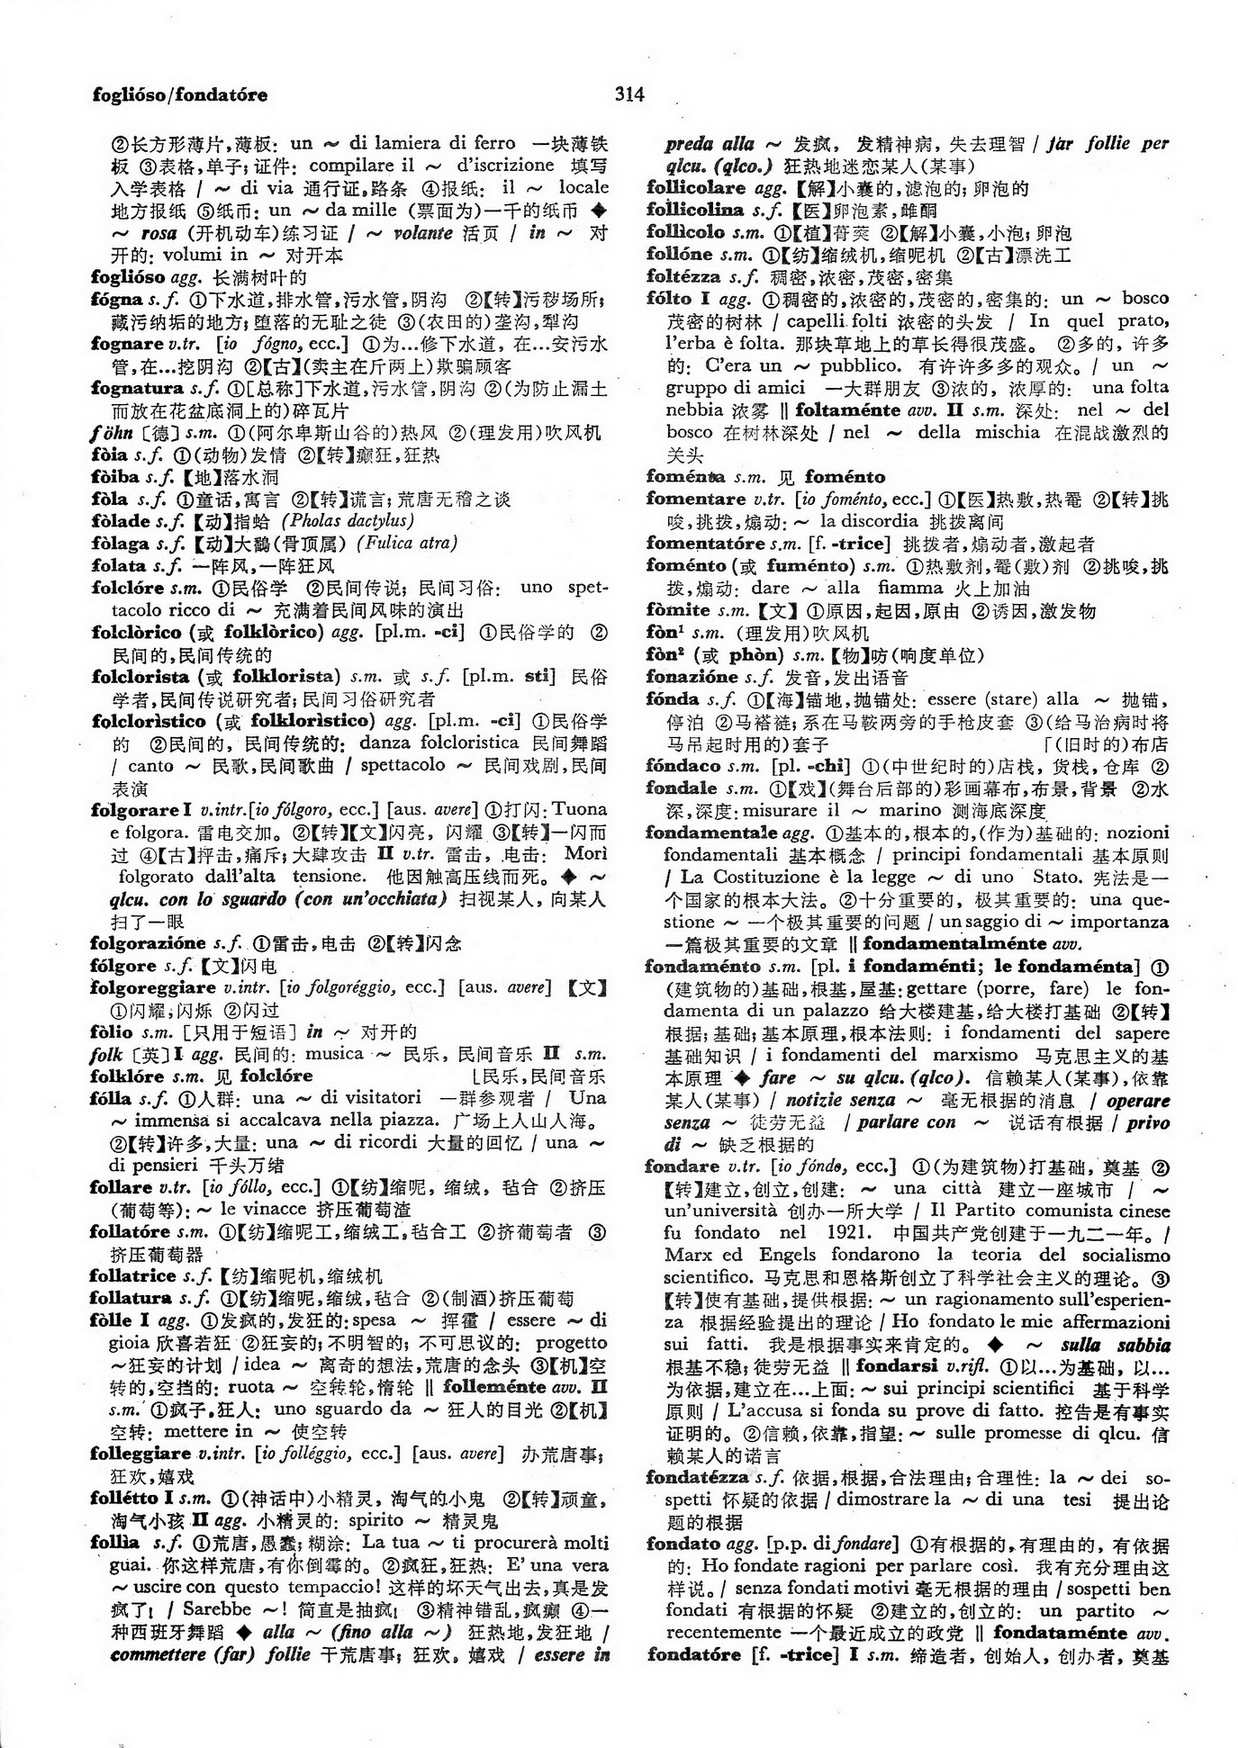 foglióso/fondatóre
314
②长方形薄片,薄板: un ~ di lamiera di ferro 一块薄铁
板 ③表格,单子; 证件: compilare il ~ d'iscrizione 填写
入学表格 / ~ di via 通行证,路条 ④报纸: il ~ locale
地方报纸 ⑤纸币: un ~ da mille (票面为)一千的纸币 ◆
~ rosa (开机动车)练习证 / ~ volante 活页 / in ~ 对
开的: volumi in ~ 对开本
foglióso agg. 长满树叶的
fógna s.f. ①下水道,排水管,污水管,阴沟 ②【转】污秽场所;
藏污纳垢的地方; 堕落的无耻之徒 ③(农田的)垄沟,犁沟
fognare v.tr. [io fógno, ecc.] ①为…修下水道, 在…安污水
管,在…挖阴沟 ②【古】(卖主在斤两上)欺骗顾客
fognatura s.f. ①[总称]下水道,污水管,阴沟 ②(为防止漏土
而放在花盆底洞上的)碎瓦片
föhn [德] s.m. ①(阿尔卑斯山谷的)热风 ②(理发用)吹风机
fòia s.f. ①(动物)发情 ②【转】癫狂,狂热
fòiba s.f.【地】落水洞
fòla s.f. ①童话,寓言 ②【转】谎言; 荒唐无稽之谈
fòlade s.f.【动】指蛤 (Pholas dactylus)
fòlaga s.f.【动】大鹬(骨顶属) (Fulica atra)
folata s.f. 一阵风,一阵狂风
folclóre s.m. ①民俗学 ②民间传说; 民间习俗: uno spet-
tacolo ricco di ~ 充满着民间风味的演出
folclòrico (或 folklòrico) agg. [pl.m. -ci] ①民俗学的 ②
民间的,民间传统的
folclorista (或 folklorista) s.m. 或 s.f. [pl.m. sti] 民俗
学者,民间传说研究者; 民间习俗研究者
folclorìstico (或 folklorìstico) agg. [pl.m. -ci] ①民俗学
的 ②民间的, 民间传统的: danza folcloristica 民间舞蹈
/ canto ~ 民歌,民间歌曲 / spettacolo ~ 民间戏剧,民间
表演
folgorare I v.intr.[io fólgoro, ecc.] [aus. avere] ①打闪: Tuona
e folgora. 雷电交加。②【转】【文】闪亮, 闪耀 ③【转】一闪而
过 ④【古】抨击,痛斥; 大肆攻击 II v.tr. 雷击, 电击: Morì
folgorato dall'alta tensione. 他因触高压线而死。◆ ~
qlcu. con lo sguardo (con un'occhiata) 扫视某人, 向某人
扫了一眼
folgorazióne s.f. ①雷击,电击 ②【转】闪念
fólgore s.f.【文】闪电
folgoreggiare v.intr. [io folgoréggio, ecc.] [aus. avere] 【文】
①闪耀;闪烁 ②闪过
fòlio s.m. [只用于短语] in ~ 对开的
folk [英] I agg. 民间的: musica ~ 民乐, 民间音乐 II s.m.
folklóre s.m. 见 folclóre ⌊民乐,民间音乐
fólla s.f. ①人群: una ~ di visitatori 一群参观者 / Una
~ immensa si accalcava nella piazza. 广场上人山人海。
②【转】许多,大量: una ~ di ricordi 大量的回忆 / una ~
di pensieri 千头万绪
follare v.tr. [io fóllo, ecc.] ①【纺】缩呢, 缩绒, 毡合 ②挤压
(葡萄等): ~ le vinacce 挤压葡萄渣
follatóre s.m. ①【纺】缩呢工,缩绒工,毡合工 ②挤葡萄者 ③
挤压葡萄器
follatrice s.f.【纺】缩呢机,缩绒机
follatura s.f. ①【纺】缩呢,缩绒,毡合 ②(制酒)挤压葡萄
fòlle I agg. ①发疯的,发狂的:spesa ~ 挥霍 / essere ~ di
gioia 欣喜若狂 ②狂妄的; 不明智的; 不可思议的: progetto
~狂妄的计划 / idea ~ 离奇的想法,荒唐的念头 ③【机】空
转的,空挡的: ruota ~ 空转轮,惰轮 ‖ folleménte avv. II
s.m. ①疯子,狂人: uno sguardo da ~ 狂人的目光 ②【机】
空转: mettere in ~ 使空转
folleggiare v.intr. [io folléggio, ecc.] [aus. avere] 办荒唐事;
狂欢,嬉戏
follétto I s.m. ①(神话中)小精灵, 淘气的小鬼 ②【转】顽童,
淘气小孩 II agg. 小精灵的: spirito ~ 精灵鬼
follìa s.f. ①荒唐,愚蠢; 糊涂: La tua ~ ti procurerà molti
guai. 你这样荒唐,有你倒霉的。②疯狂,狂热: E' una vera
~ uscire con questo tempaccio! 这样的坏天气出去,真是发
疯了! / Sarebbe ~! 简直是抽疯! ③精神错乱,疯癫 ④一
种西班牙舞蹈 ◆ alla ~ (fino alla ~) 狂热地,发狂地 /
commettere (far) follie 干荒唐事; 狂欢, 嬉戏 / essere in
preda alla ~ 发疯, 发精神病, 失去理智 / far follie per
qlcu. (qlco.) 狂热地迷恋某人(某事)
follicolare agg.【解】小囊的,滤泡的; 卵泡的
follicolina s.f.【医】卵泡素,雌酮
follìcolo s.m. ①【植】蓇葖 ②【解】小囊,小泡; 卵泡
follóne s.m. ①【纺】缩绒机,缩呢机 ②【古】漂洗工
foltézza s.f. 稠密,浓密,茂密,密集
fólto I agg. ①稠密的,浓密的,茂密的,密集的: un ~ bosco
茂密的树林 / capelli folti 浓密的头发 / In quel prato,
l'erba è folta. 那块草地上的草长得很茂盛。 ②多的, 许多
的: C'era un ~ pubblico. 有许许多多的观众。/ un ~
gruppo di amici 一大群朋友 ③浓的, 浓厚的: una folta
nebbia 浓雾 ‖ foltaménte avv. II s.m. 深处: nel ~ del
bosco 在树林深处 / nel ~ della mischia 在混战激烈的
关头
foménta s.m. 见 foménto
fomentare v.tr. [io foménto, ecc.] ①【医】热敷,热罨 ②【转】挑
唆,挑拨,煽动: ~ la discordia 挑拨离间
fomentatóre s.m. [f. -trice] 挑拨者,煽动者,激起者
foménto (或 fuménto) s.m. ①热敷剂,罨(敷)剂 ②挑唆,挑
拨,煽动: dare ~ alla fiamma 火上加油
fòmite s.m.【文】①原因,起因,原由 ②诱因,激发物
fòn¹ s.m. (理发用)吹风机
fòn² (或 phòn) s.m.【物】吩(响度单位)
fonazióne s.f. 发音,发出语音
fónda s.f. ①【海】锚地,抛锚处: essere (stare) alla ~ 抛锚,
停泊 ②马褡裢; 系在马鞍两旁的手枪皮套 ③(给马治病时将
马吊起时用的)套子 ⌈(旧时的)布店
fóndaco s.m. [pl. -chi] ①(中世纪时的)店栈, 货栈,仓库 ②
fondale s.m. ①【戏】(舞台后部的)彩画幕布,布景,背景 ②水
深,深度: misurare il ~ marino 测海底深度
fondamentale agg. ①基本的,根本的,(作为)基础的: nozioni
fondamentali 基本概念 / principi fondamentali 基本原则
/ La Costituzione è la legge ~ di uno Stato. 宪法是一
个国家的根本大法。②十分重要的, 极其重要的: una que-
stione ~ 一个极其重要的问题 / un saggio di ~ importanza
一篇极其重要的文章 ‖ fondamentalménte avv.
fondaménto s.m. [pl. i fondaménti; le fondaménta] ①
(建筑物的)基础,根基,屋基: gettare (porre, fare) le fon-
damenta di un palazzo 给大楼建基,给大楼打基础 ②【转】
根据; 基础; 基本原理,根本法则: i fondamenti del sapere
基础知识 / i fondamenti del marxismo 马克思主义的基
本原理 ◆ fare ~ su qlcu. (qlco). 信赖某人(某事),依靠
某人(某事) / notizie senza ~ 毫无根据的消息 / operare
senza ~ 徒劳无益 / parlare con ~ 说话有根据 / privo
di ~ 缺乏根据的
fondare v.tr. [io fóndo, ecc.] ①(为建筑物)打基础, 奠基 ②
【转】建立,创立,创建: ~ una città 建立一座城市 / ~
un'università 创办一所大学 / Il Partito comunista cinese
fu fondato nel 1921. 中国共产党创建于一九二一年。/
Marx ed Engels fondarono la teoria del socialismo
scientifico. 马克思和恩格斯创立了科学社会主义的理论。③
【转】使有基础,提供根据: ~ un ragionamento sull'esperien-
za 根据经验提出的理论 / Ho fondato le mie affermazioni
sui fatti. 我是根据事实来肯定的。 ◆ ~ sulla sabbia
根基不稳; 徒劳无益 ‖ fondarsi v.rifl. ①以…为基础, 以…
为依据,建立在…上面: ~ sui principi scientifici 基于科学
原则 / L'accusa si fonda su prove di fatto. 控告是有事实
证明的。②信赖,依靠,指望: ~ sulle promesse di qlcu. 信
赖某人的诺言
fondatézza s.f. 依据,根据,合法理由; 合理性: la ~ dei so-
spetti 怀疑的依据 / dimostrare la ~ di una tesi 提出论
题的根据
fondato agg. [p.p. di fondare] ①有根据的,有理由的, 有依据
的: Ho fondate ragioni per parlare così. 我有充分理由这
样说。/ senza fondati motivi 毫无根据的理由 / sospetti ben
fondati 有根据的怀疑 ②建立的,创立的: un partito ~
recentemente 一个最近成立的政党 ‖ fondataménte avv.
fondatóre [f. -trice] I s.m. 缔造者, 创始人, 创办者, 奠基